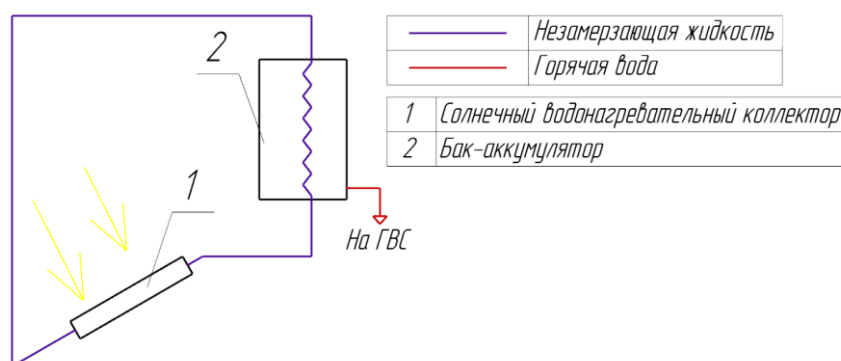 2
1
На ГВС
Незамерзающая жидкость
Горячая вода
1 Солнечный водонагревательный коллектор
2 Бак-аккумулятор